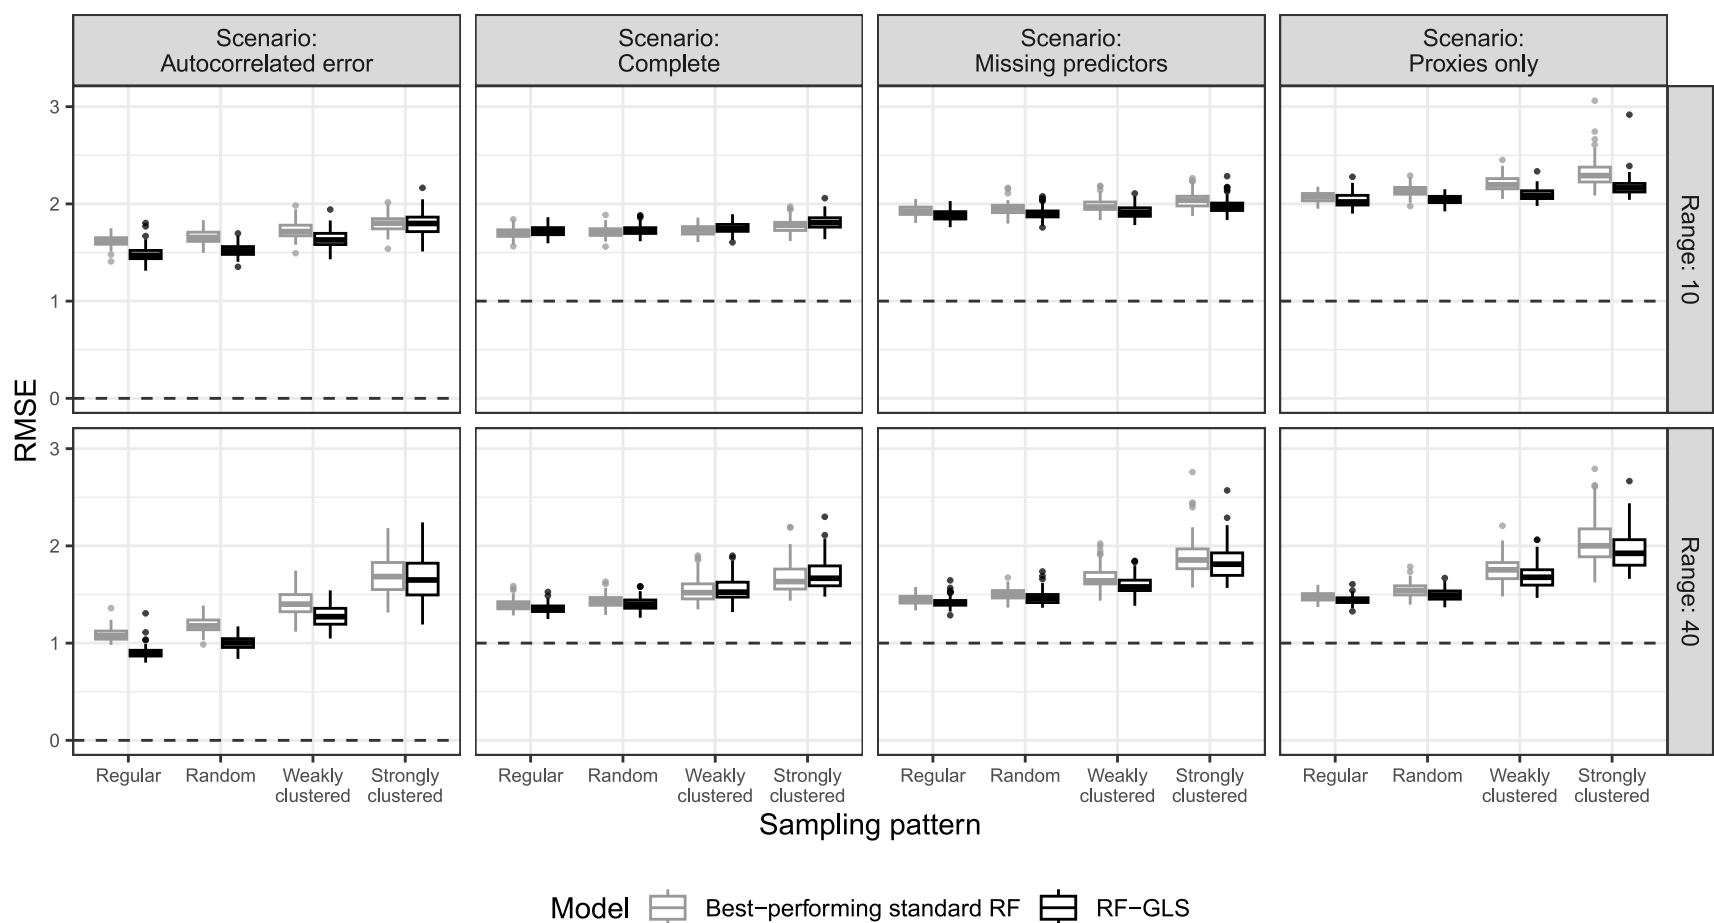 Scenario:
Autocorrelated error
Scenario:
Complete
Scenario:
Missing predictors
Scenario:
Proxies only
3
2
1
0
Range: 10
RMSE
3
2
1
0
Range: 40
Regular
Random
Weakly
clustered
Strongly
clustered
Regular
Random
Weakly
clustered
Strongly
clustered
Regular
Random
Weakly
clustered
Strongly
clustered
Regular
Random
Weakly
clustered
Strongly
clustered
Sampling pattern
Model Best−performing standard RF RF−GLS